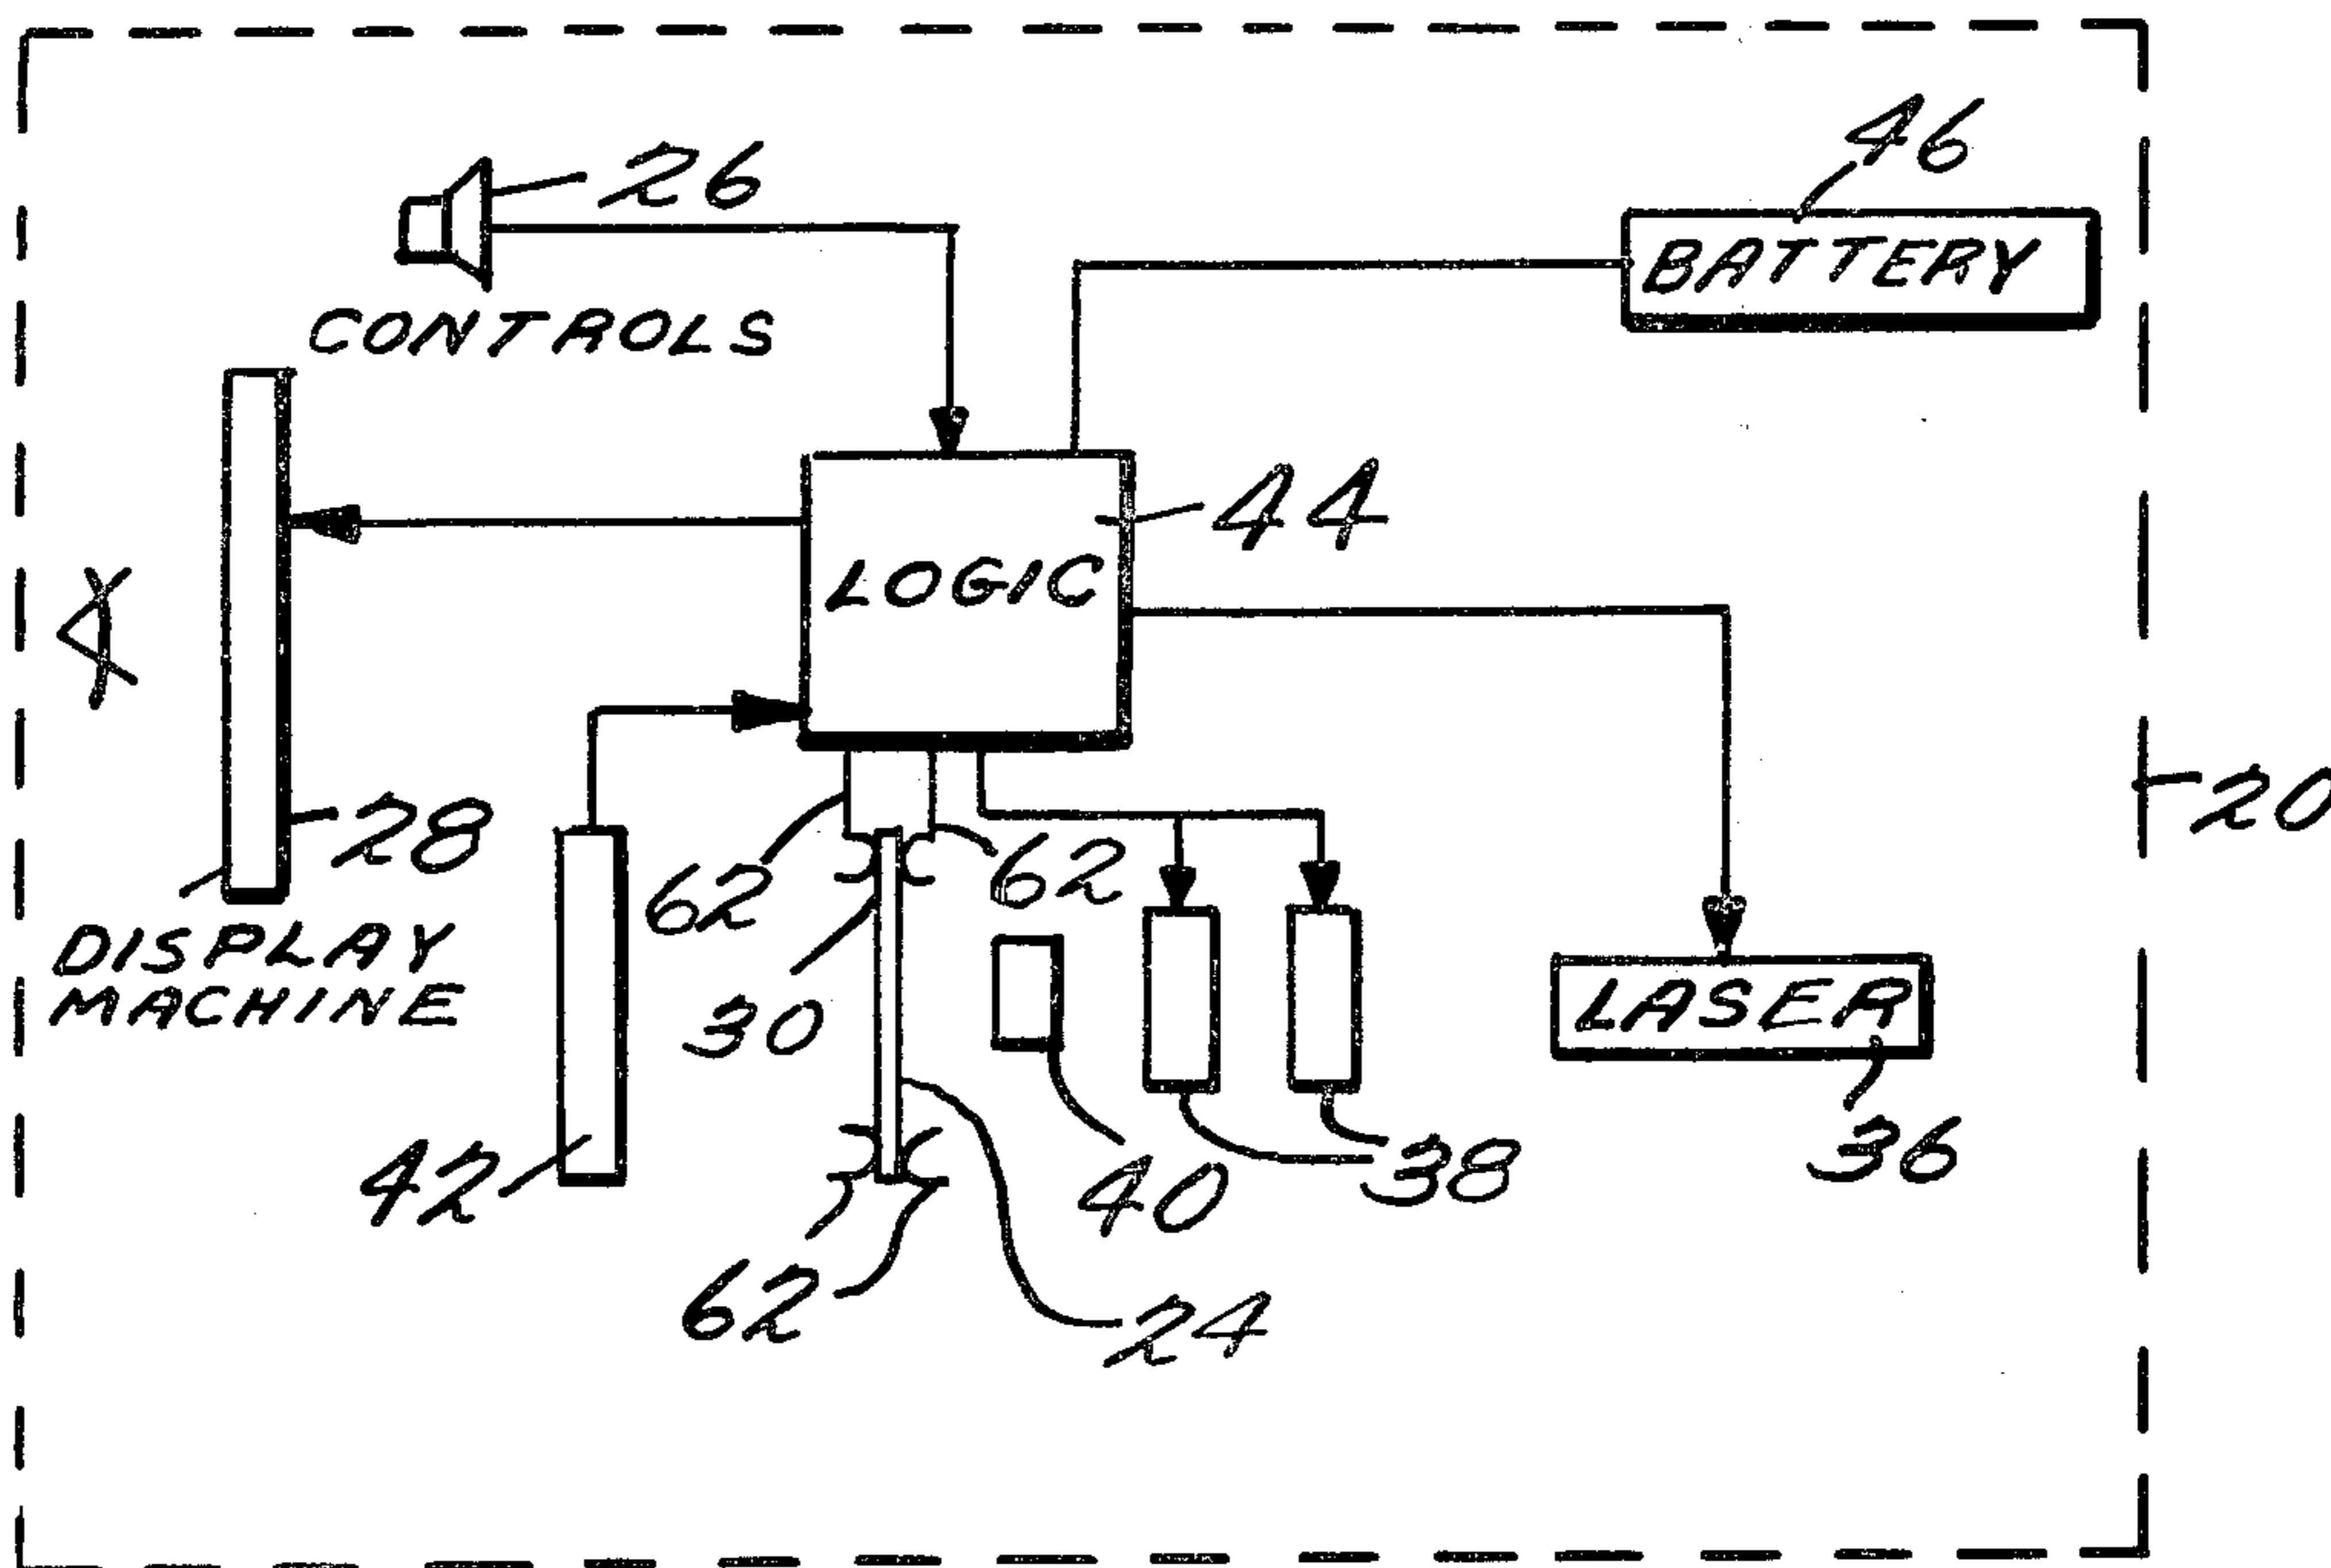 46
26
BATTERY
CONTROLS
44
LOGIC
20
28
62
62
DISPLAY
MACHINE
30
LASER
42
40
38
36
62
24